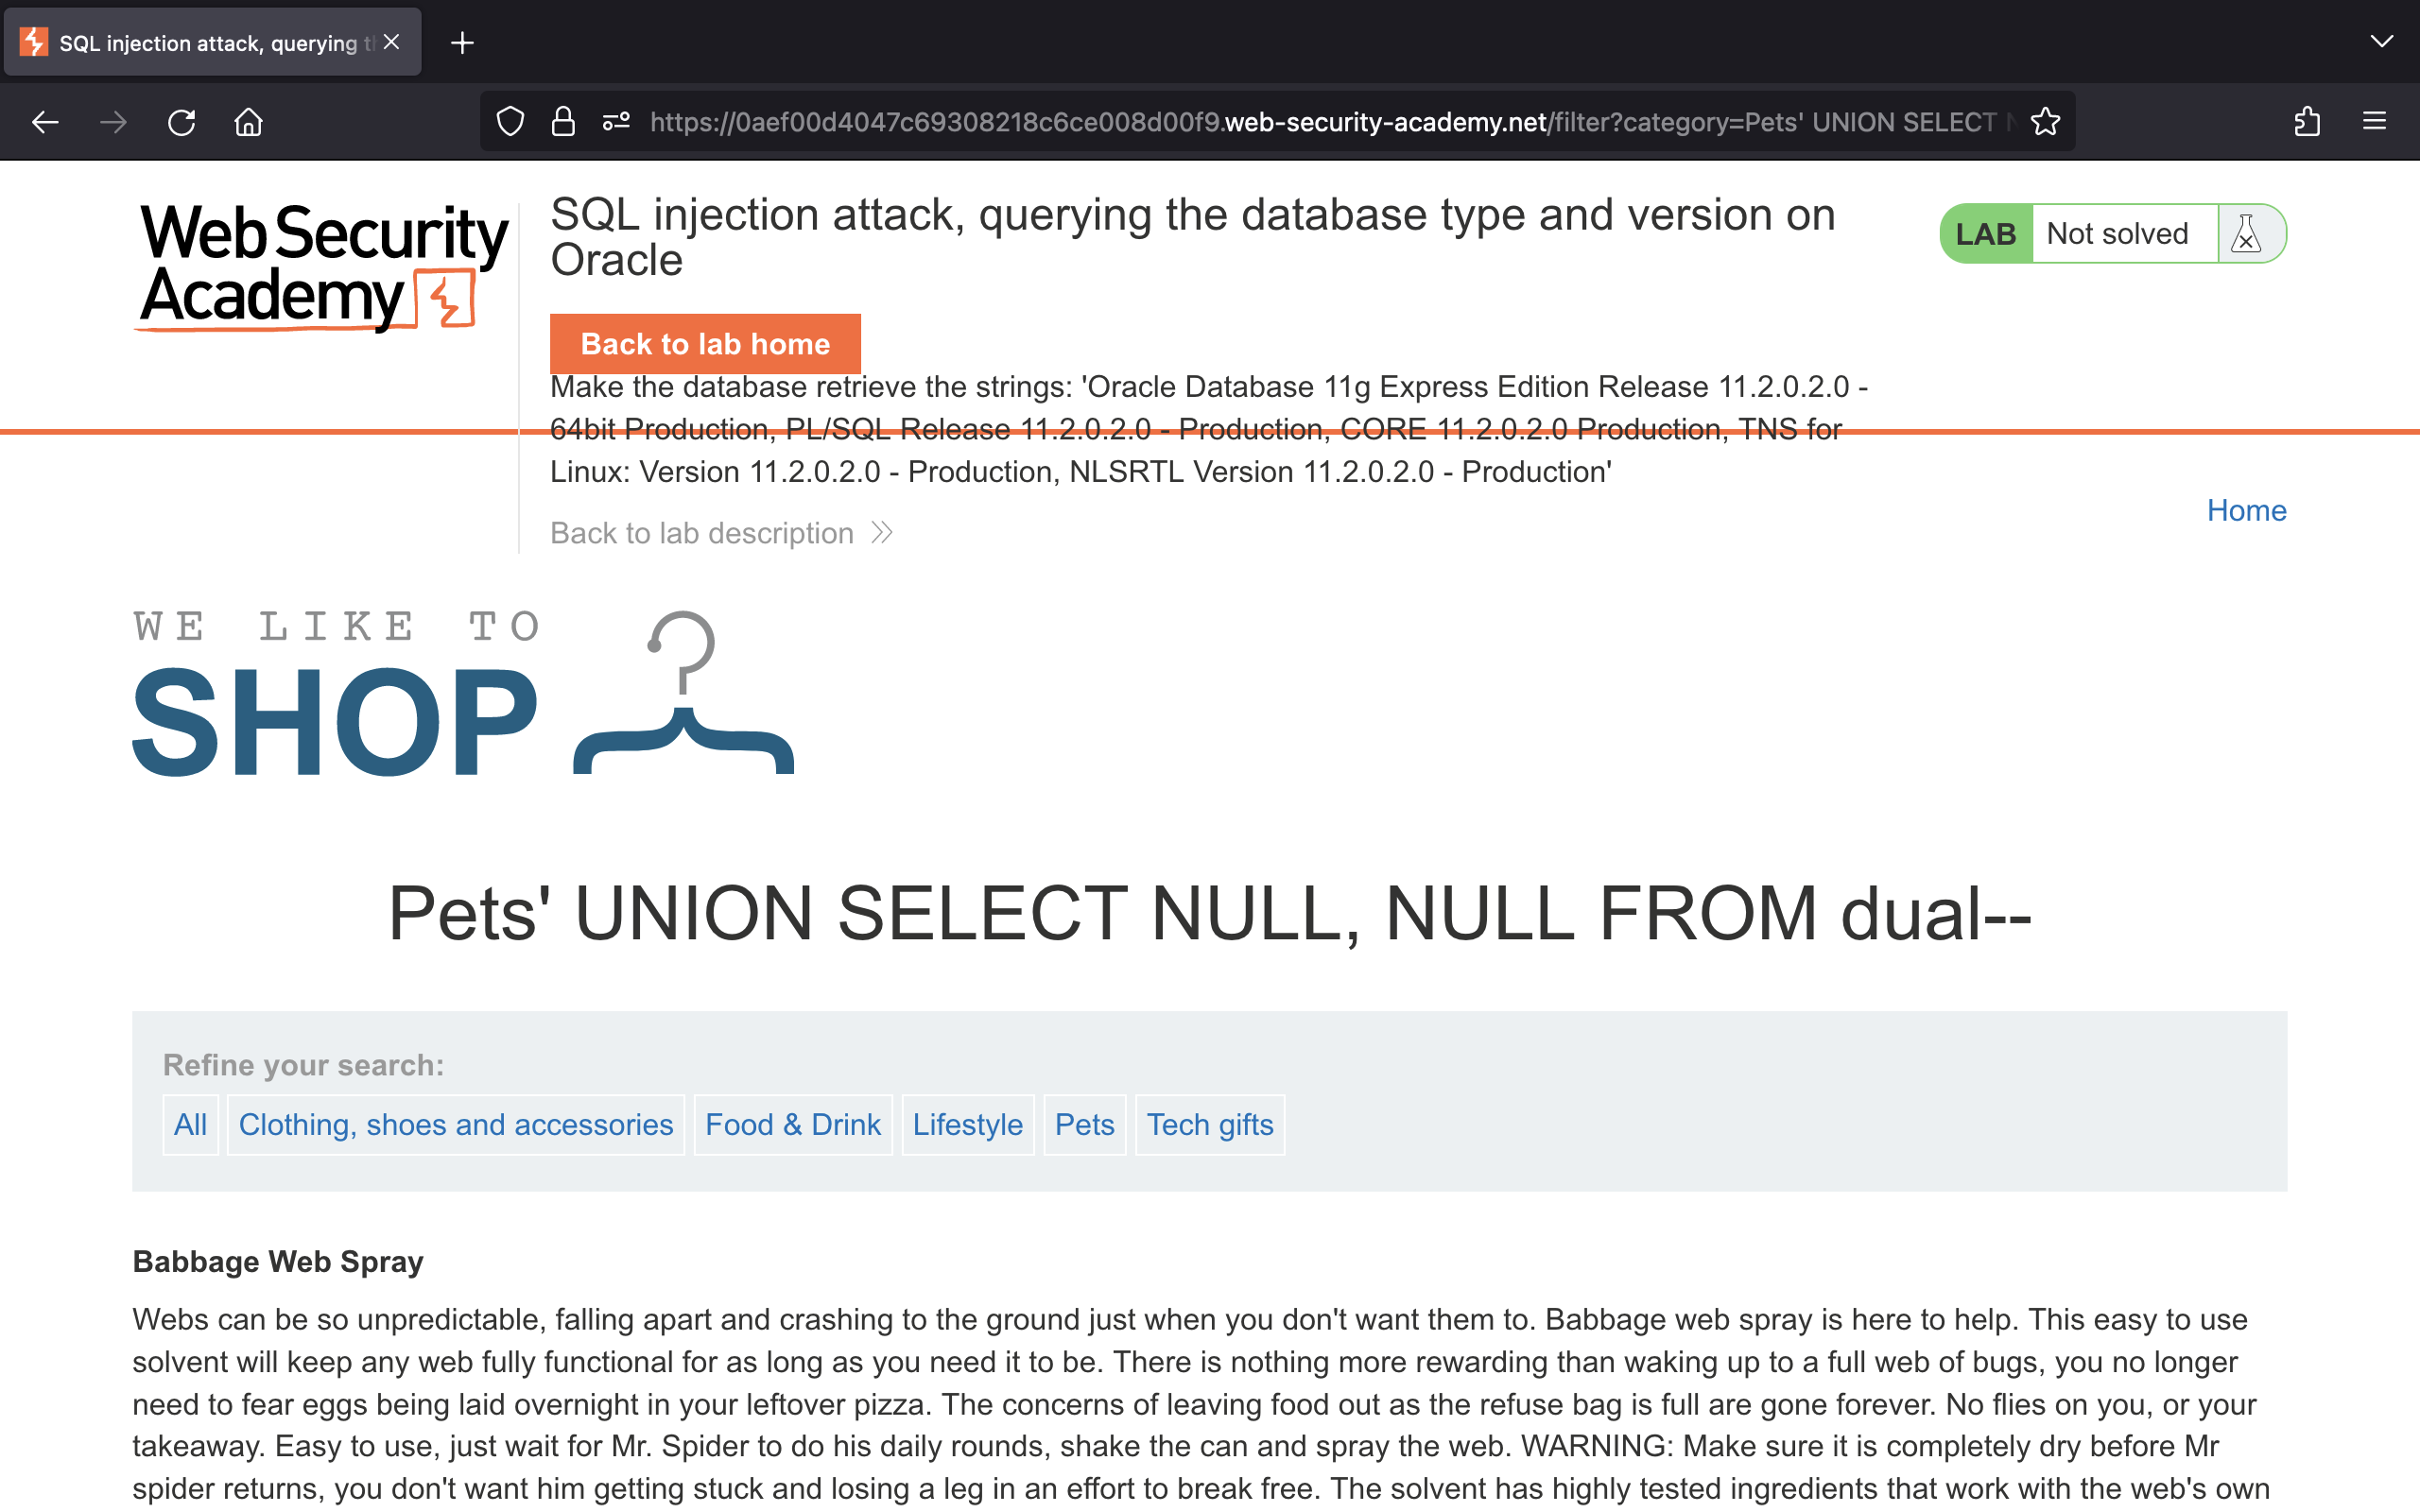 SQL injection attack, querying t
https://0aef00d4047c69308218c6ce008d00f9.web-security-academy.net/filter?category=Pets' UNION SELECT N
Web Security
Academy
SQL injection attack, querying the database type and version on
Oracle
LAB
Not solved
Back to lab home
Make the database retrieve the strings: 'Oracle Database 11g Express Edition Release 11.2.0.2.0 -
64bit Production, PL/SQL Release 11.2.0.2.0 - Production, CORE 11.2.0.2.0 Production, TNS for
Linux: Version 11.2.0.2.0 - Production, NLSRTL Version 11.2.0.2.0 - Production'
Home
Back to lab description
WE LIKE TO
SHOP
Pets' UNION SELECT NULL, NULL FROM dual--
Refine your search:
All
Clothing, shoes and accessories
Food & Drink
Lifestyle
Pets
Tech gifts
Babbage Web Spray
Webs can be so unpredictable, falling apart and crashing to the ground just when you don't want them to. Babbage web spray is here to help. This easy to use
solvent will keep any web fully functional for as long as you need it to be. There is nothing more rewarding than waking up to a full web of bugs, you no longer
need to fear eggs being laid overnight in your leftover pizza. The concerns of leaving food out as the refuse bag is full are gone forever. No flies on you, or your
takeaway. Easy to use, just wait for Mr. Spider to do his daily rounds, shake the can and spray the web. WARNING: Make sure it is completely dry before Mr
spider returns, you don't want him getting stuck and losing a leg in an effort to break free. The solvent has highly tested ingredients that work with the web's own